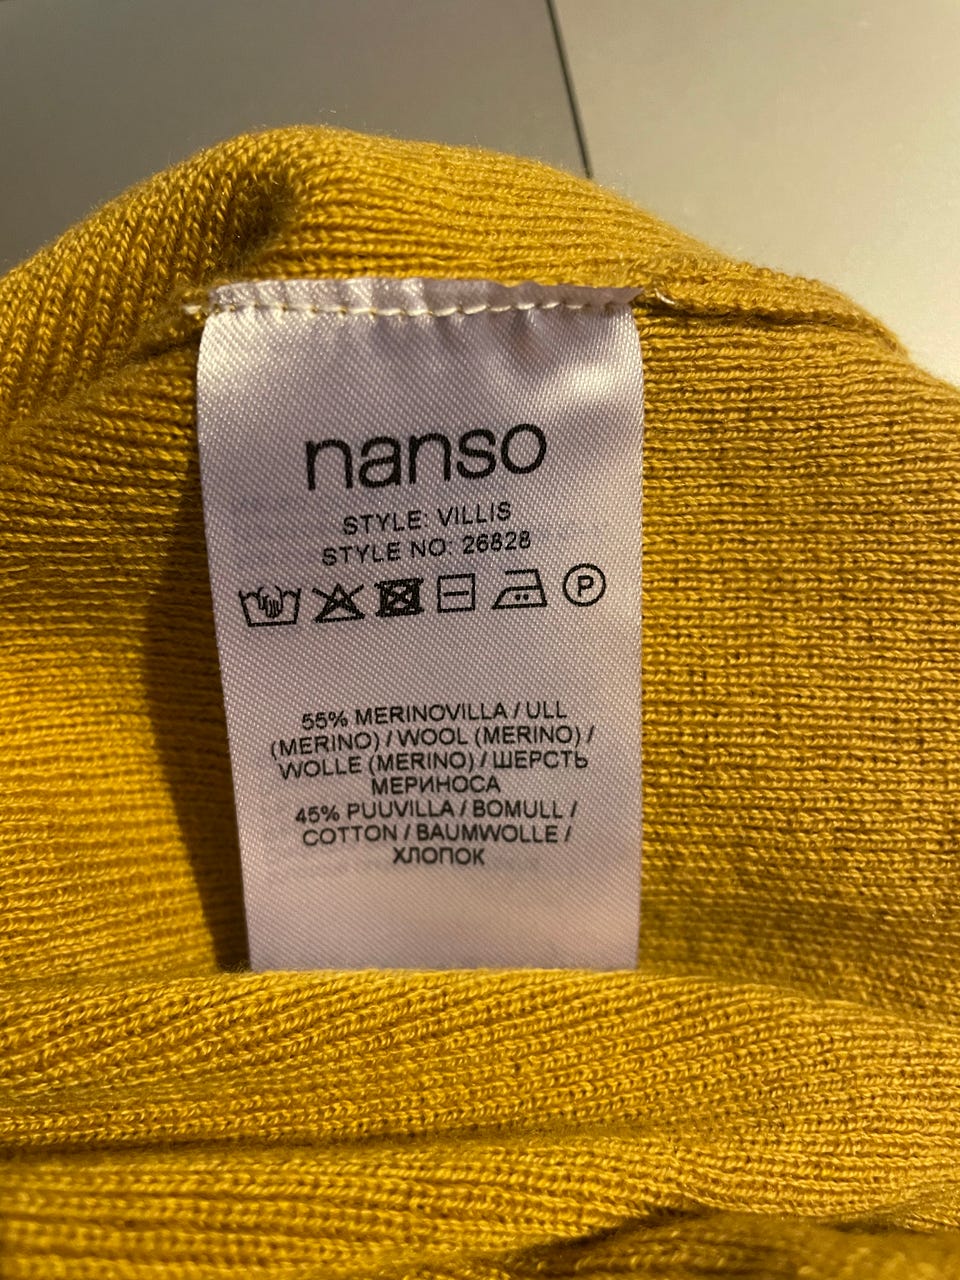 nanso
STYLE: VILLIS
STYLE NO: 26828
P
55% MERINOVILLA / ULL
(MERINO) / WOOL (MERINO) /
WOLLE (MERINO) / ШЕРСТЬ
МЕРИНОСА
45% PUUVILLA / BOMULL /
COTTON / BAUMWOLLE /
ХЛОПОК